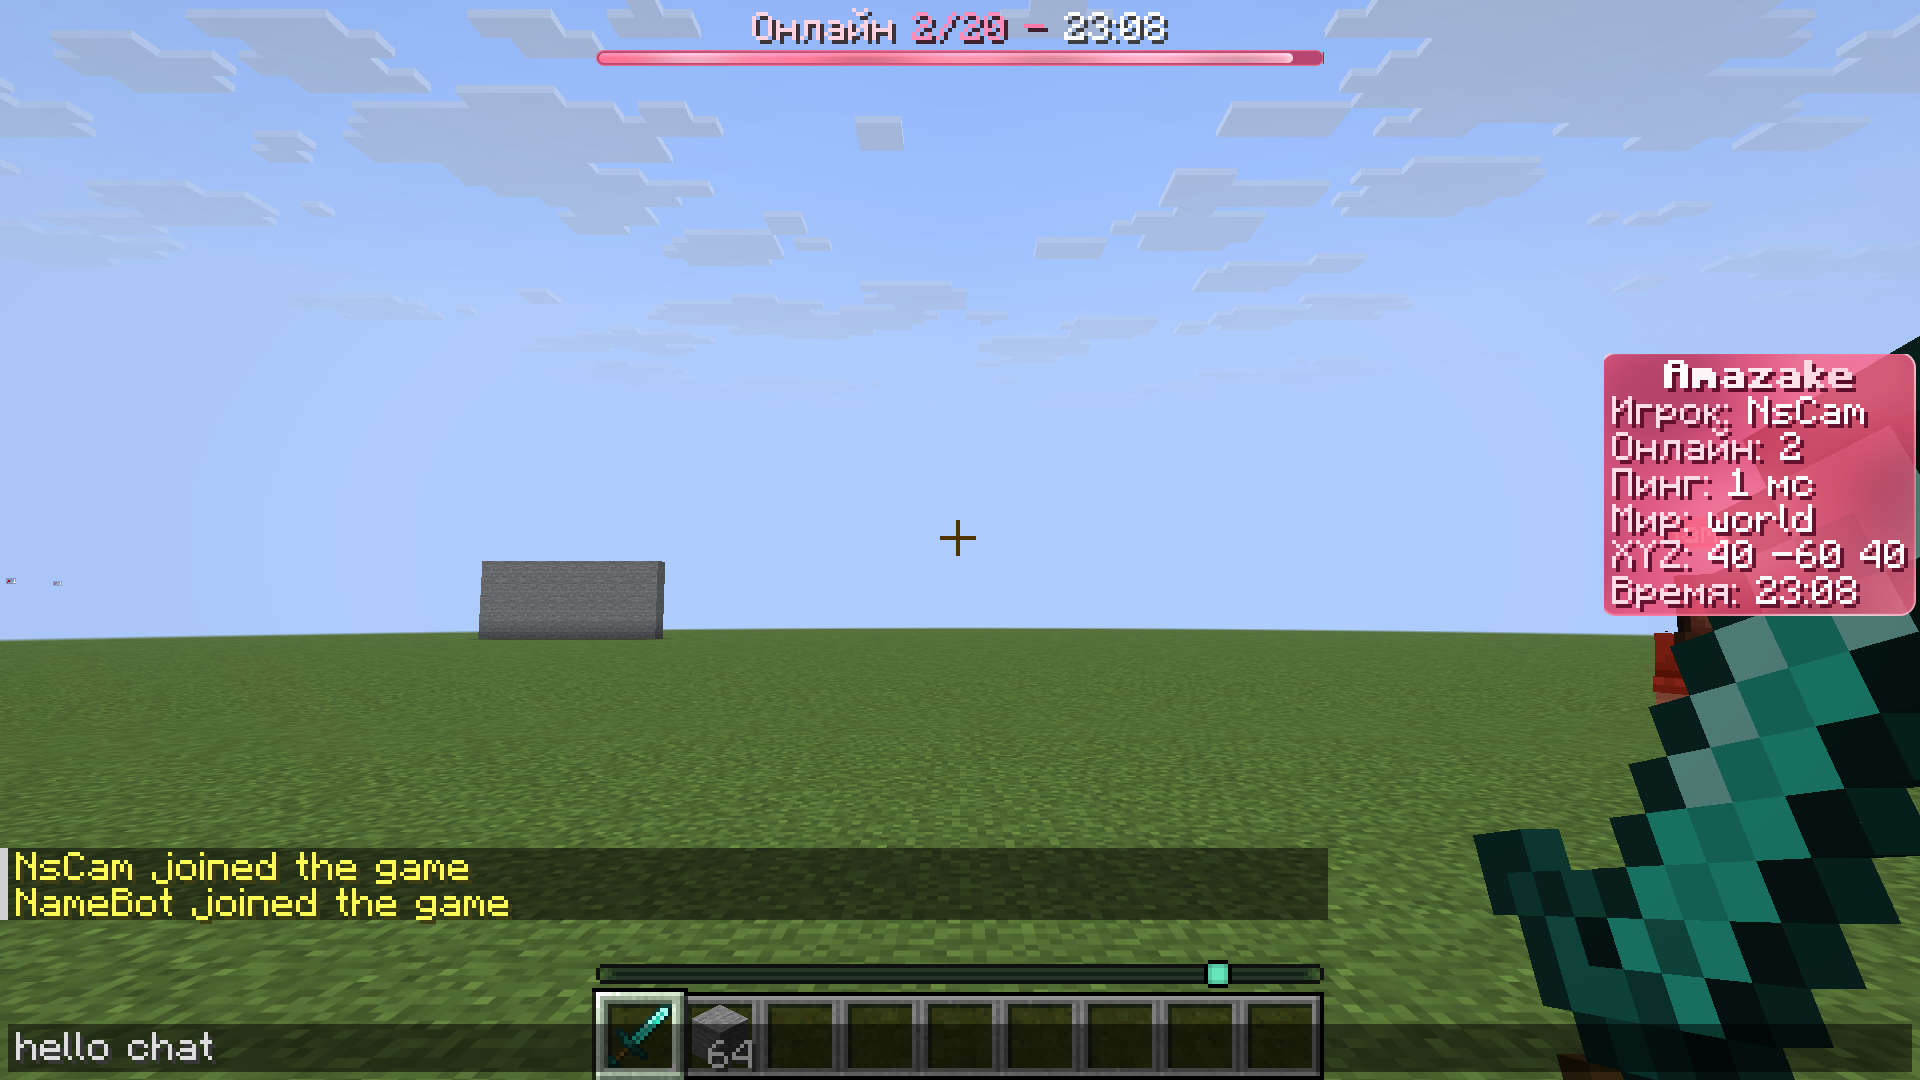 Онлайн 2/20 - 23:08
Amazake
Игрок: NsCam
Онлайн: 2
Пинг: 1 мс
Мир: world
XYZ: 40 -60 40
Время: 23:08
NsCam joined the game
NameBot joined the game
64
hello chat